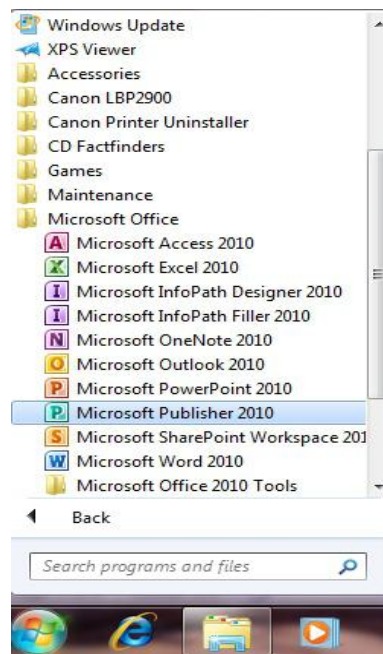 Windows Update
XPS Viewer
Accessories
Canon LBP2900
Canon Printer Uninstaller
CD Factfinders
Games
Maintenance
Microsoft Office
Microsoft Access 2010
Microsoft Excel 2010
Microsoft InfoPath Designer 2010
Microsoft InfoPath Filler 2010
Microsoft OneNote 2010
Microsoft Outlook 2010
Microsoft PowerPoint 2010
Microsoft Publisher 2010
Microsoft SharePoint Workspace 201
Microsoft Word 2010
Microsoft Office 2010 Tools
Back
Search programs and files